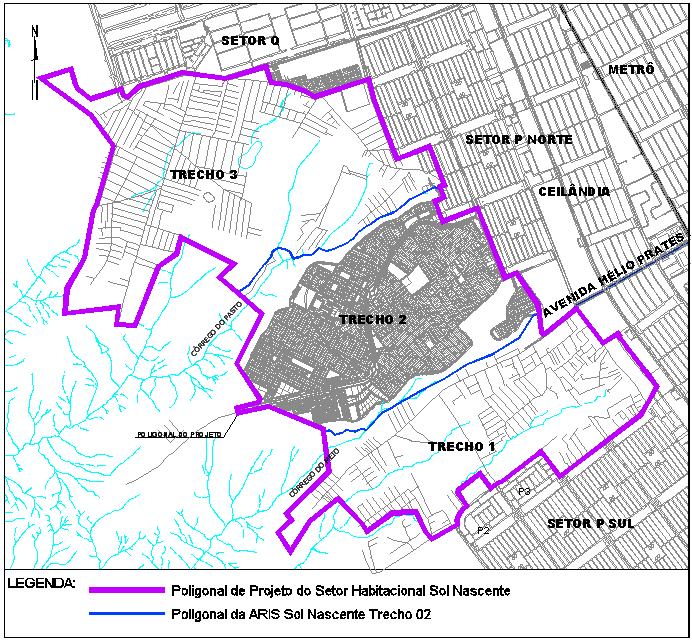 N
SETOR Q
METRÔ
SETOR P NORTE
TRECHO 3
CEILÂNDIA
AVENIDA HÉLIO PRATES
TRECHO 2
CÓRREGO DO PASTO
POLIGONAL DO PROJETO
TRECHO 1
CÓRREGO DO MEIO
P3
P2
SETOR P SUL
LEGENDA:
Poligonal de Projeto do Setor Habitacional Sol Nascente
Poligonal da ARIS Sol Nascente Trecho 02